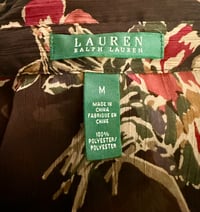 LAUREN
RALPH LAUREN
M
MADE IN
CHINA
FABRIQUE EN
CHINE
100%
POLYESTER/
POLYESTER